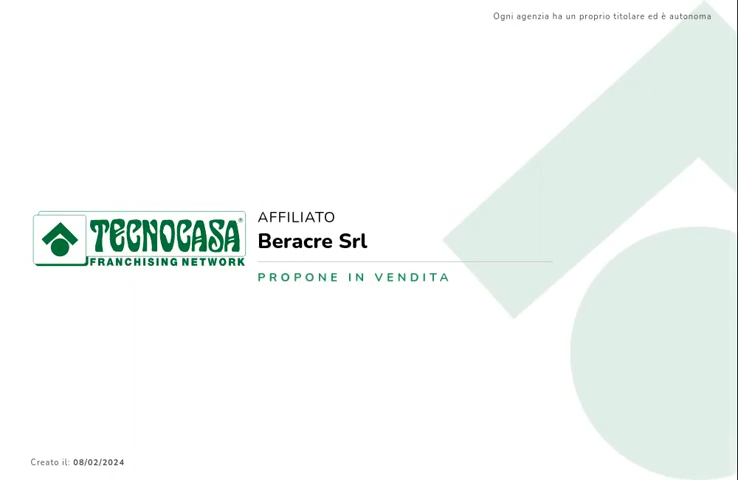 Ogni agenzia ha un proprio titolare ed è autonoma
TECNOCASA®
FRANCHISING NETWORK
AFFILIATO
Beracre Srl
PROPONE IN VENDITA
Creato il: 08/02/2024